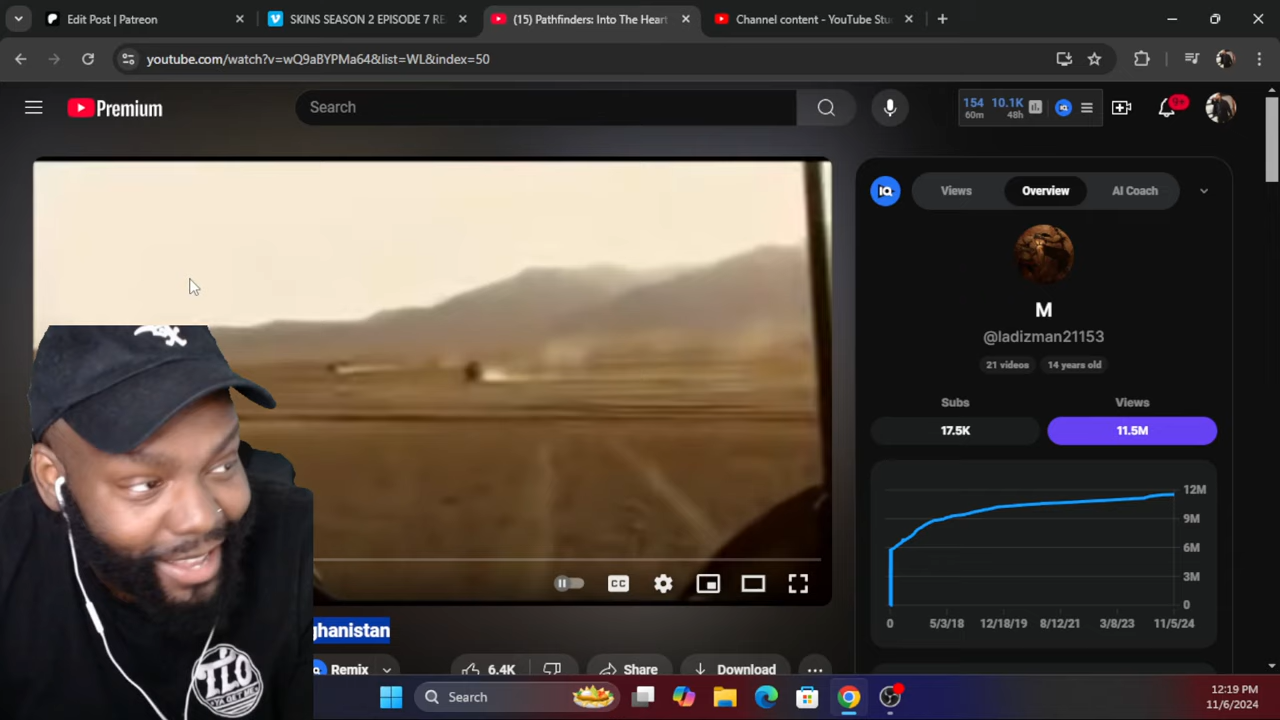 Edit Post | Patreon
SKINS SEASON 2 EPISODE 7 RE
(15) Pathfinders: Into The Heart
Channel content - YouTube Stu
youtube.com/watch?v=wQ9aBYPMa64&list=WL&index=50
Premium
Search
154
60m
10.1K
48h
9+
IQ
Views
Overview
AI Coach
M
@ladizman21153
21 videos
14 years old
Subs
Views
17.5K
11.5M
12M
9M
6M
3M
0
0
5/3/18
12/18/19
8/12/21
3/8/23
11/5/24
CC
ghanistan
Remix
6.4K
Share
Download
TLO
Search
12:19 PM
11/6/2024